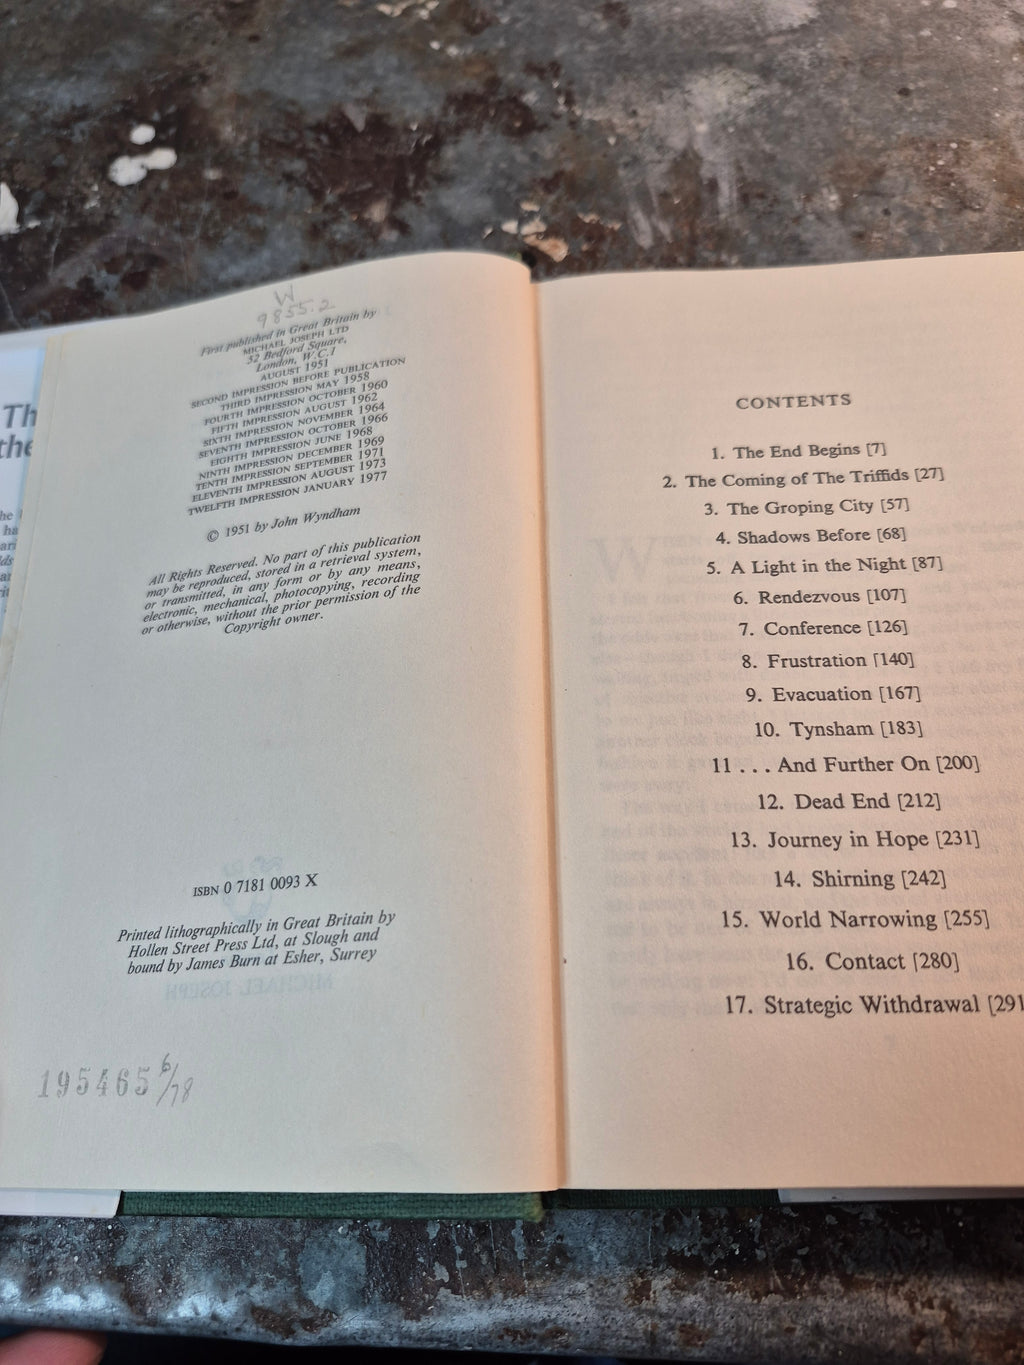 Th
the
W
9855.2
First published in Great Britain by
MICHAEL JOSEPH LTD
52 Bedford Square,
London, W.C.1
AUGUST 1951
SECOND IMPRESSION BEFORE PUBLICATION
THIRD IMPRESSION MAY 1958
FOURTH IMPRESSION OCTOBER 1960
FIFTH IMPRESSION AUGUST 1962
SIXTH IMPRESSION NOVEMBER 1964
SEVENTH IMPRESSION OCTOBER 1966
EIGHTH IMPRESSION JUNE 1968
NINTH IMPRESSION DECEMBER 1969
TENTH IMPRESSION SEPTEMBER 1971
ELEVENTH IMPRESSION AUGUST 1973
TWELFTH IMPRESSION JANUARY 1977
© 1951 by John Wyndham
All Rights Reserved. No part of this publication
may be reproduced, stored in a retrieval system,
or transmitted, in any form or by any means,
electronic, mechanical, photocopying, recording
or otherwise, without the prior permission of the
Copyright owner.
ISBN 0 7181 0093 X
Printed lithographically in Great Britain by
Hollen Street Press Ltd, at Slough and
bound by James Burn at Esher, Surrey
195465 6/78
CONTENTS
1. The End Begins [7]
2. The Coming of The Triffids [27]
3. The Groping City [57]
4. Shadows Before [68]
5. A Light in the Night [87]
6. Rendezvous [107]
7. Conference [126]
8. Frustration [140]
9. Evacuation [167]
10. Tynsham [183]
11 . . . And Further On [200]
12. Dead End [212]
13. Journey in Hope [231]
14. Shirning [242]
15. World Narrowing [255]
16. Contact [280]
17. Strategic Withdrawal [291